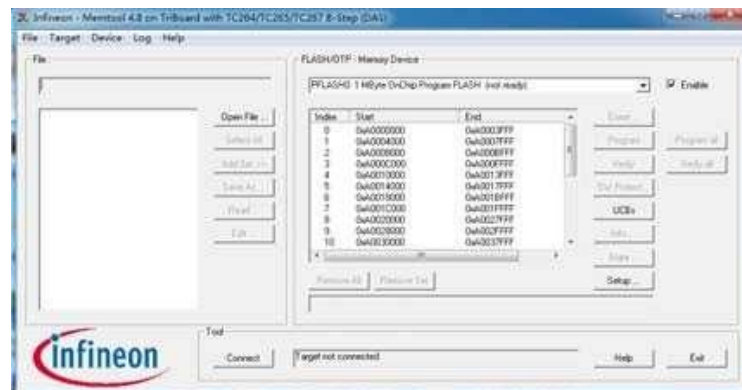 Infineon - Memtool 4.8 on TriBoard with TC264/TC265/TC267 B-Step (DAS)
File Target Device Log Help
File
FLASH/OTP - Memory Device
PFLASH0: 1 MByte OnChip Program FLASH (not ready)
Enable
Open File ...
Select All
Add Sel. >>
Save As...
Read...
Edit...
Index Start End
0 0xA0000000 0xA0003FFF
1 0xA0004000 0xA0007FFF
2 0xA0008000 0xA000BFFF
3 0xA000C000 0xA000FFFF
4 0xA0010000 0xA0013FFF
5 0xA0014000 0xA0017FFF
6 0xA0018000 0xA001BFFF
7 0xA001C000 0xA001FFFF
8 0xA0020000 0xA0027FFF
9 0xA0028000 0xA002FFFF
10 0xA0030000 0xA0037FFF
Erase...
Program
Program all
Verify
Verify all
UCBs
Info...
State
Setup...
Remove All
Remove Sel.
infineon
Tool
Connect
Target not connected
Help
Exit